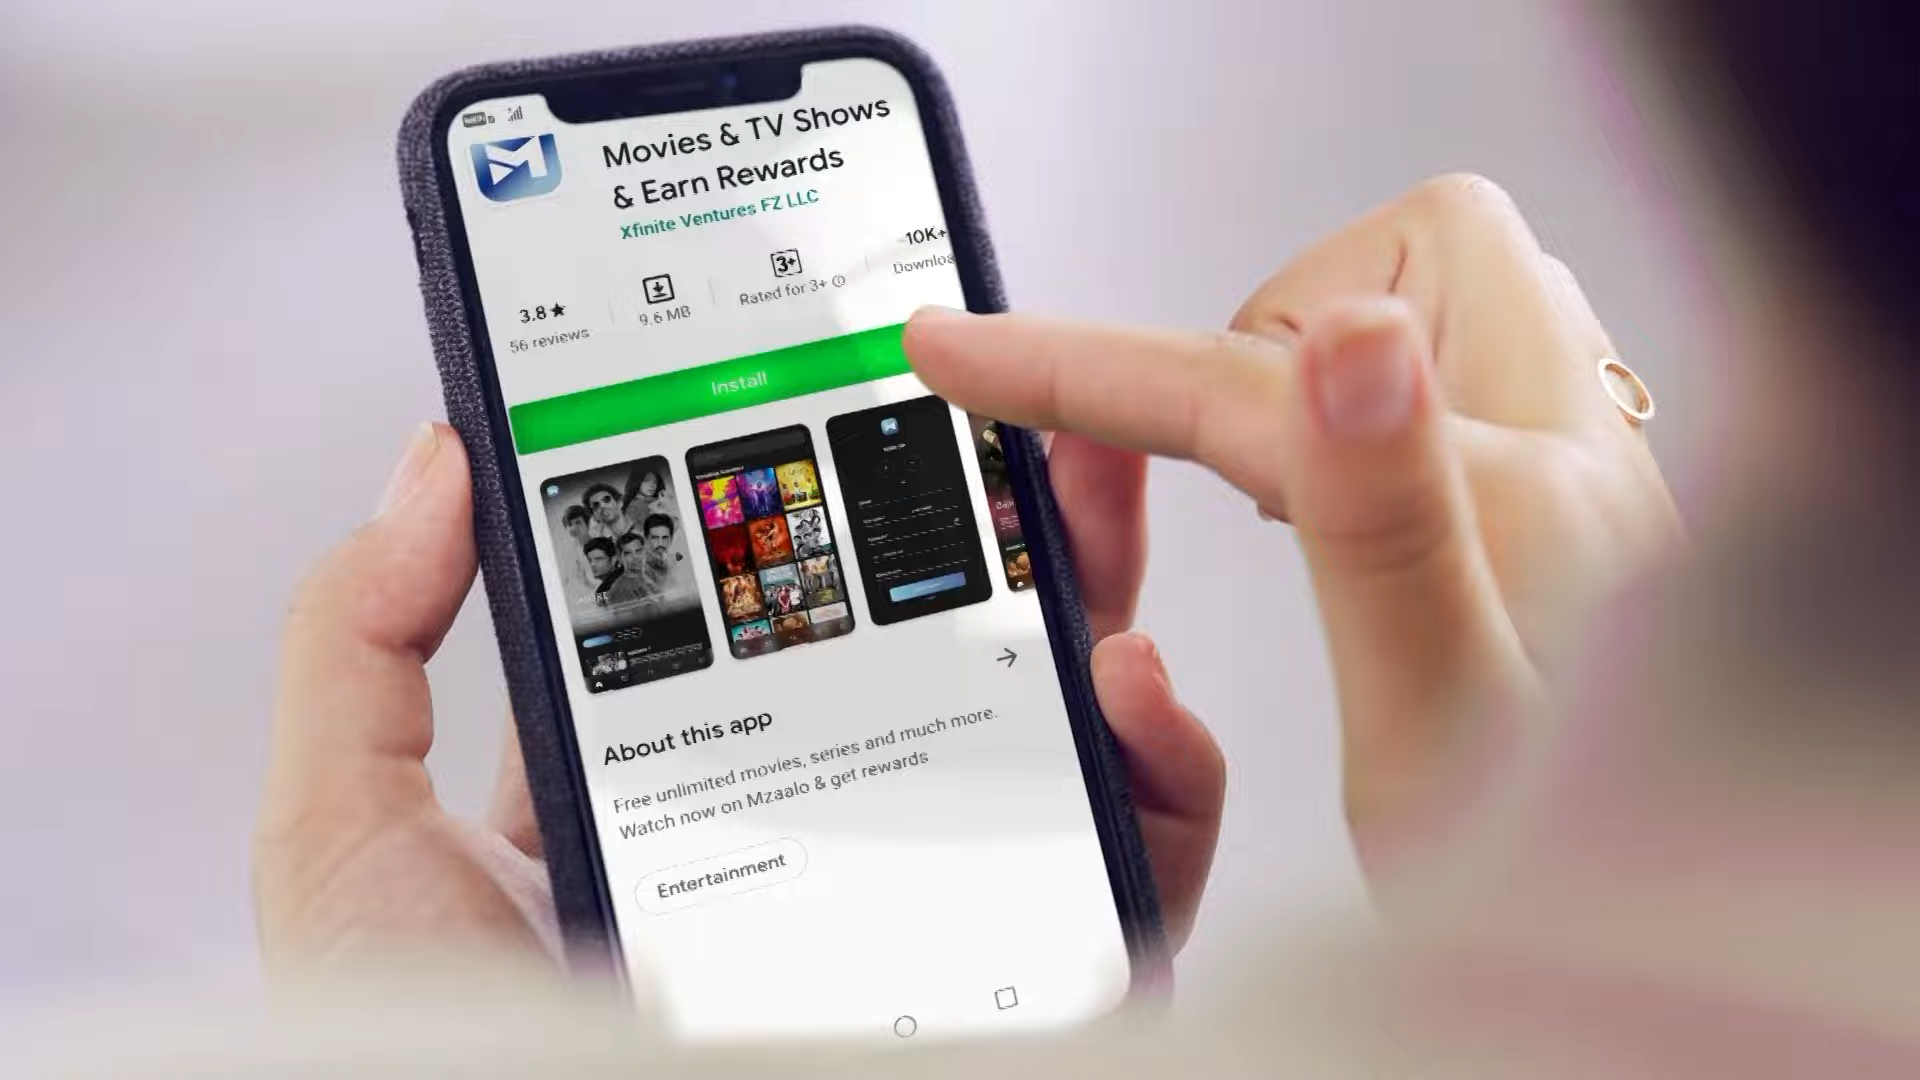 Movies & TV Shows
& Earn Rewards
Xfinite Ventures FZ LLC
3.8★
56 reviews
9.6 MB
3+
Rated for 3+
10K+
Downloa
Install
About this app
Free unlimited movies, series and much more.
Watch now on Mzaalo & get rewards
Entertainment